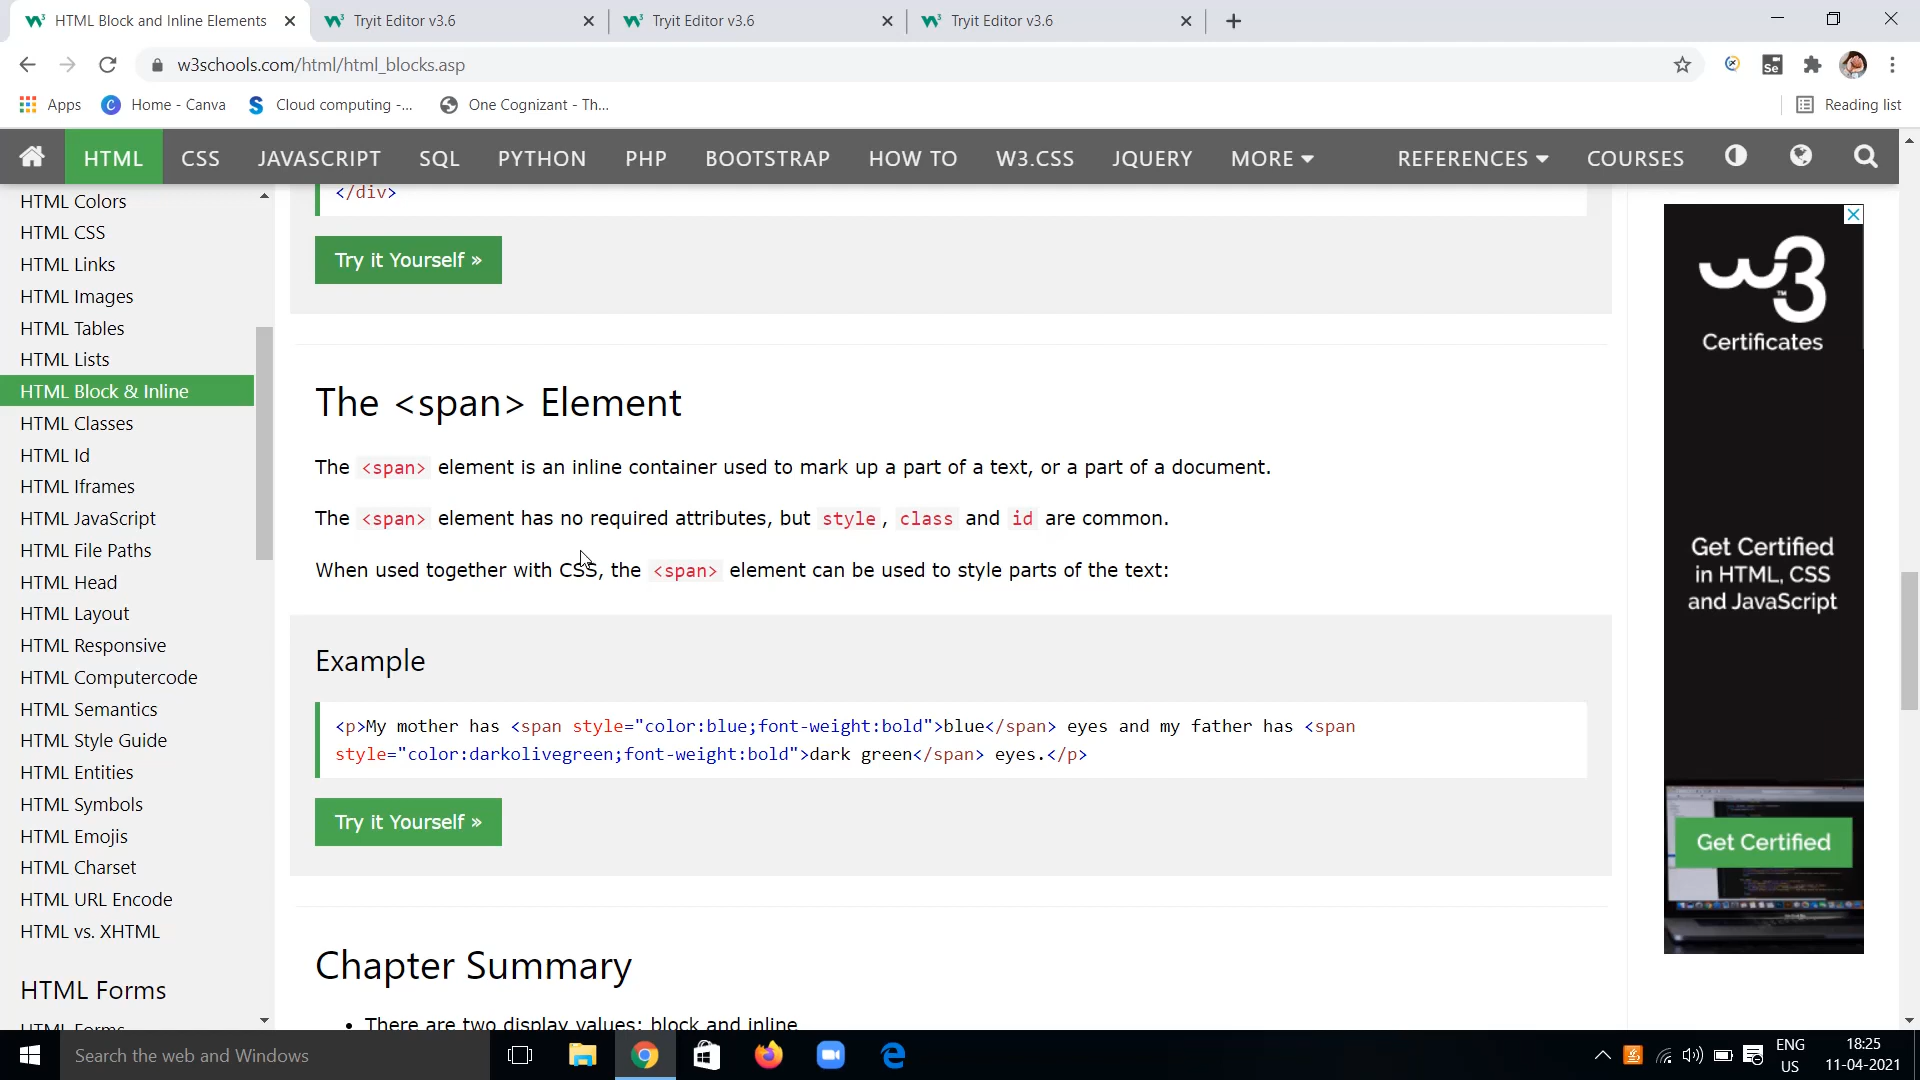 HTML Block and Inline Elements
Tryit Editor v3.6
Tryit Editor v3.6
Tryit Editor v3.6
w3schools.com/html/html_blocks.asp
Apps
Home - Canva
Cloud computing -...
One Cognizant - Th...
Reading list
HTML
CSS
JAVASCRIPT
SQL
PYTHON
PHP
BOOTSTRAP
HOW TO
W3.CSS
JQUERY
MORE
REFERENCES
COURSES
HTML Colors
HTML CSS
HTML Links
HTML Images
HTML Tables
HTML Lists
HTML Block & Inline
HTML Classes
HTML Id
HTML Iframes
HTML JavaScript
HTML File Paths
HTML Head
HTML Layout
HTML Responsive
HTML Computercode
HTML Semantics
HTML Style Guide
HTML Entities
HTML Symbols
HTML Emojis
HTML Charset
HTML URL Encode
HTML vs. XHTML
HTML Forms
HTML Forms
</div>
Try it Yourself »
The <span> Element
The <span> element is an inline container used to mark up a part of a text, or a part of a document.
The <span> element has no required attributes, but style, class and id are common.
When used together with CSS, the <span> element can be used to style parts of the text:
Example
<p>My mother has <span style="color:blue;font-weight:bold">blue</span> eyes and my father has <span
style="color:darkolivegreen;font-weight:bold">dark green</span> eyes.</p>
Try it Yourself »
Chapter Summary
• There are two display values: block and inline
w3
TM
Certificates
Get Certified
in HTML, CSS
and JavaScript
Get Certified
Search the web and Windows
ENG
US
18:25
11-04-2021